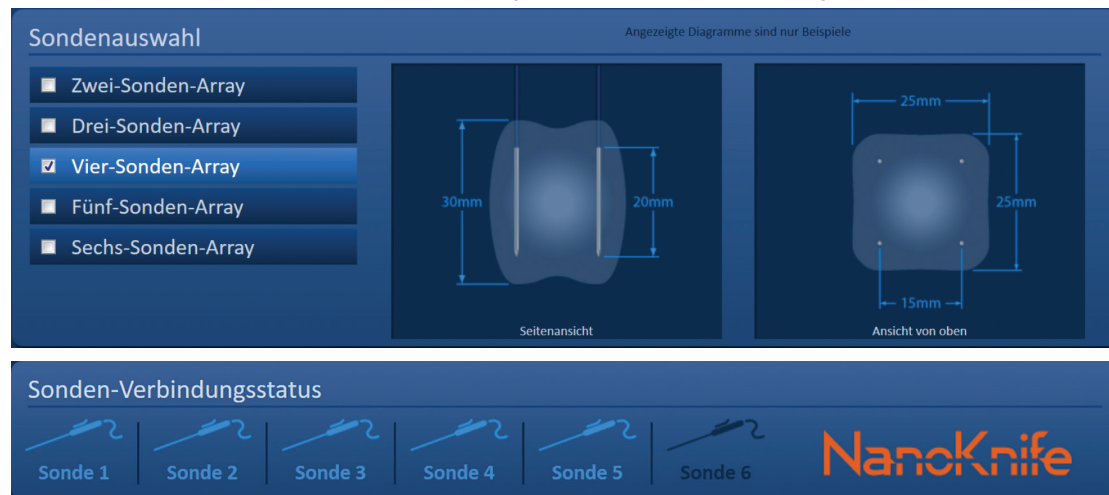 Sondenauswahl
Angezeigte Diagramme sind nur Beispiele
Zwei-Sonden-Array
Drei-Sonden-Array
Vier-Sonden-Array
Fünf-Sonden-Array
Sechs-Sonden-Array
30mm
20mm
Seitenansicht
25mm
25mm
15mm
Ansicht von oben
Sonden-Verbindungsstatus
Sonde 1
Sonde 2
Sonde 3
Sonde 4
Sonde 5
Sonde 6
NanoKnife